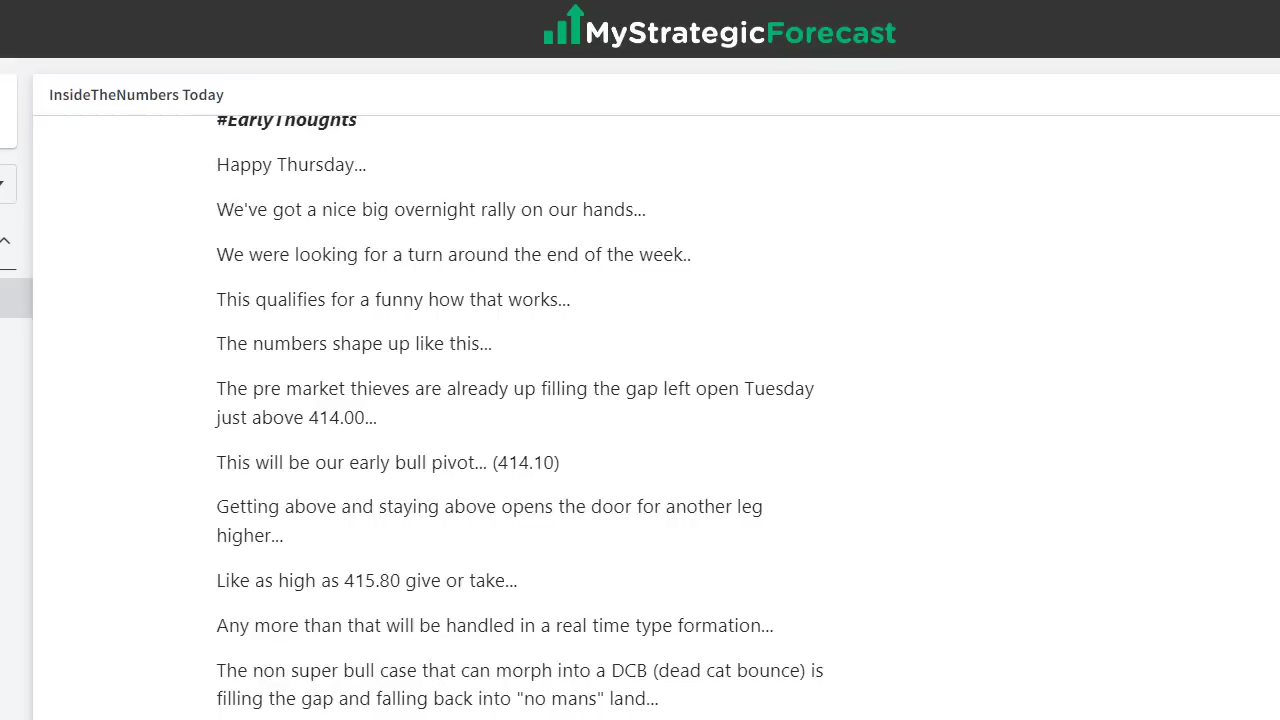 MyStrategicForecast
InsideTheNumbers Today
#EarlyThoughts
Happy Thursday...
We've got a nice big overnight rally on our hands...
We were looking for a turn around the end of the week..
This qualifies for a funny how that works...
The numbers shape up like this...
The pre market thieves are already up filling the gap left open Tuesday
just above 414.00...
This will be our early bull pivot... (414.10)
Getting above and staying above opens the door for another leg
higher...
Like as high as 415.80 give or take...
Any more than that will be handled in a real time type formation...
The non super bull case that can morph into a DCB (dead cat bounce) is
filling the gap and falling back into "no mans" land...